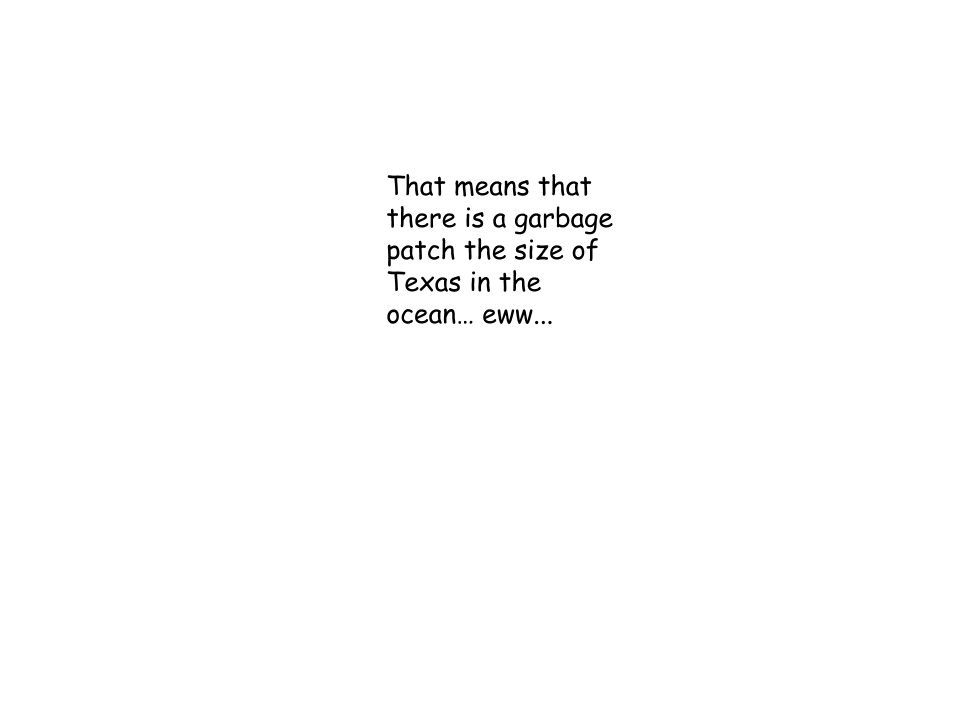 That means that
there is a garbage
patch the size of
Texas in the
ocean… eww...